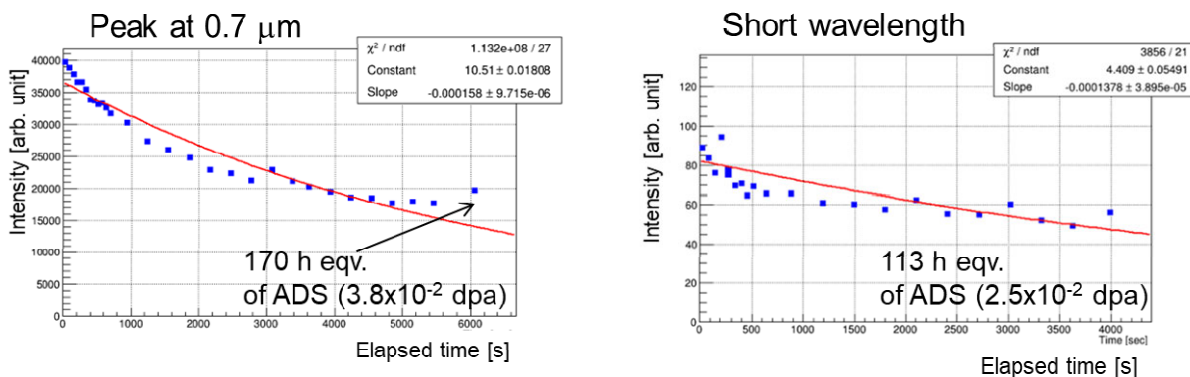 Peak at 0.7 μm
χ² / ndf 1.132e+08 / 27
Constant 10.51 ± 0.01808
Slope -0.000158 ± 9.715e-06
Intensity [arb. unit]
40000
35000
30000
25000
20000
15000
10000
5000
0
0 1000 2000 3000 4000 5000 6000
170 h eqv.
of ADS (3.8x10⁻² dpa)
Elapsed time [s]
Short wavelength
χ² / ndf 3856 / 21
Constant 4.409 ± 0.05491
Slope -0.0001378 ± 3.895e-05
Intensity [arb. unit]
120
100
80
60
40
20
0
0 500 1000 1500 2000 2500 3000 3500 4000
Time [sec]
113 h eqv.
of ADS (2.5x10⁻² dpa)
Elapsed time [s]